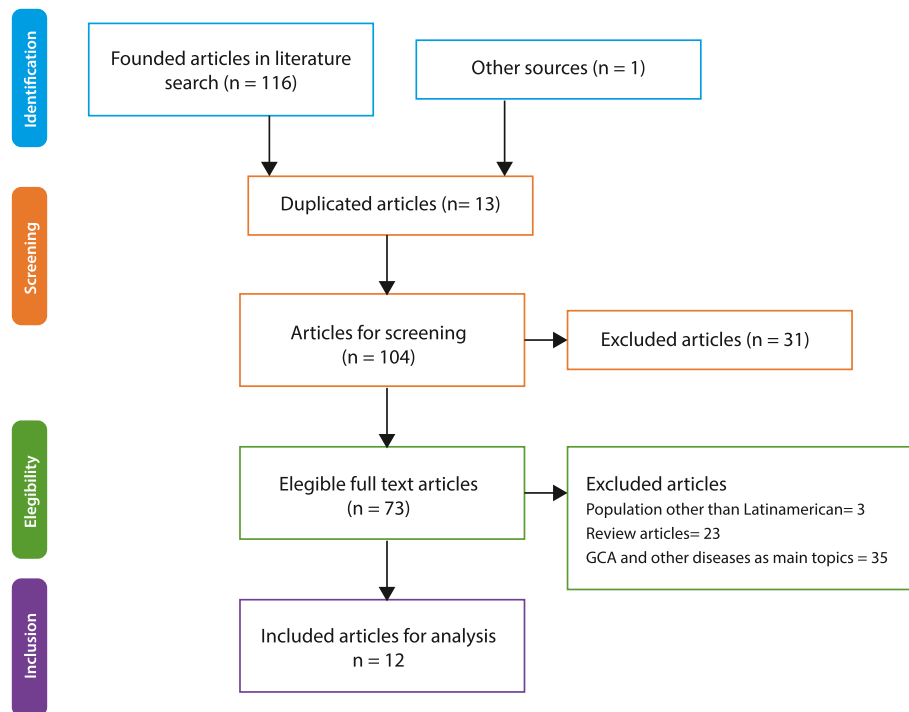 Identification
Founded articles in literature
search (n = 116)
Other sources (n = 1)
Screening
Duplicated articles (n= 13)
Articles for screening
(n = 104)
Excluded articles (n = 31)
Elegibility
Elegible full text articles
(n = 73)
Excluded articles
Population other than Latinamerican= 3
Review articles= 23
GCA and other diseases as main topics = 35
Inclusion
Included articles for analysis
n = 12